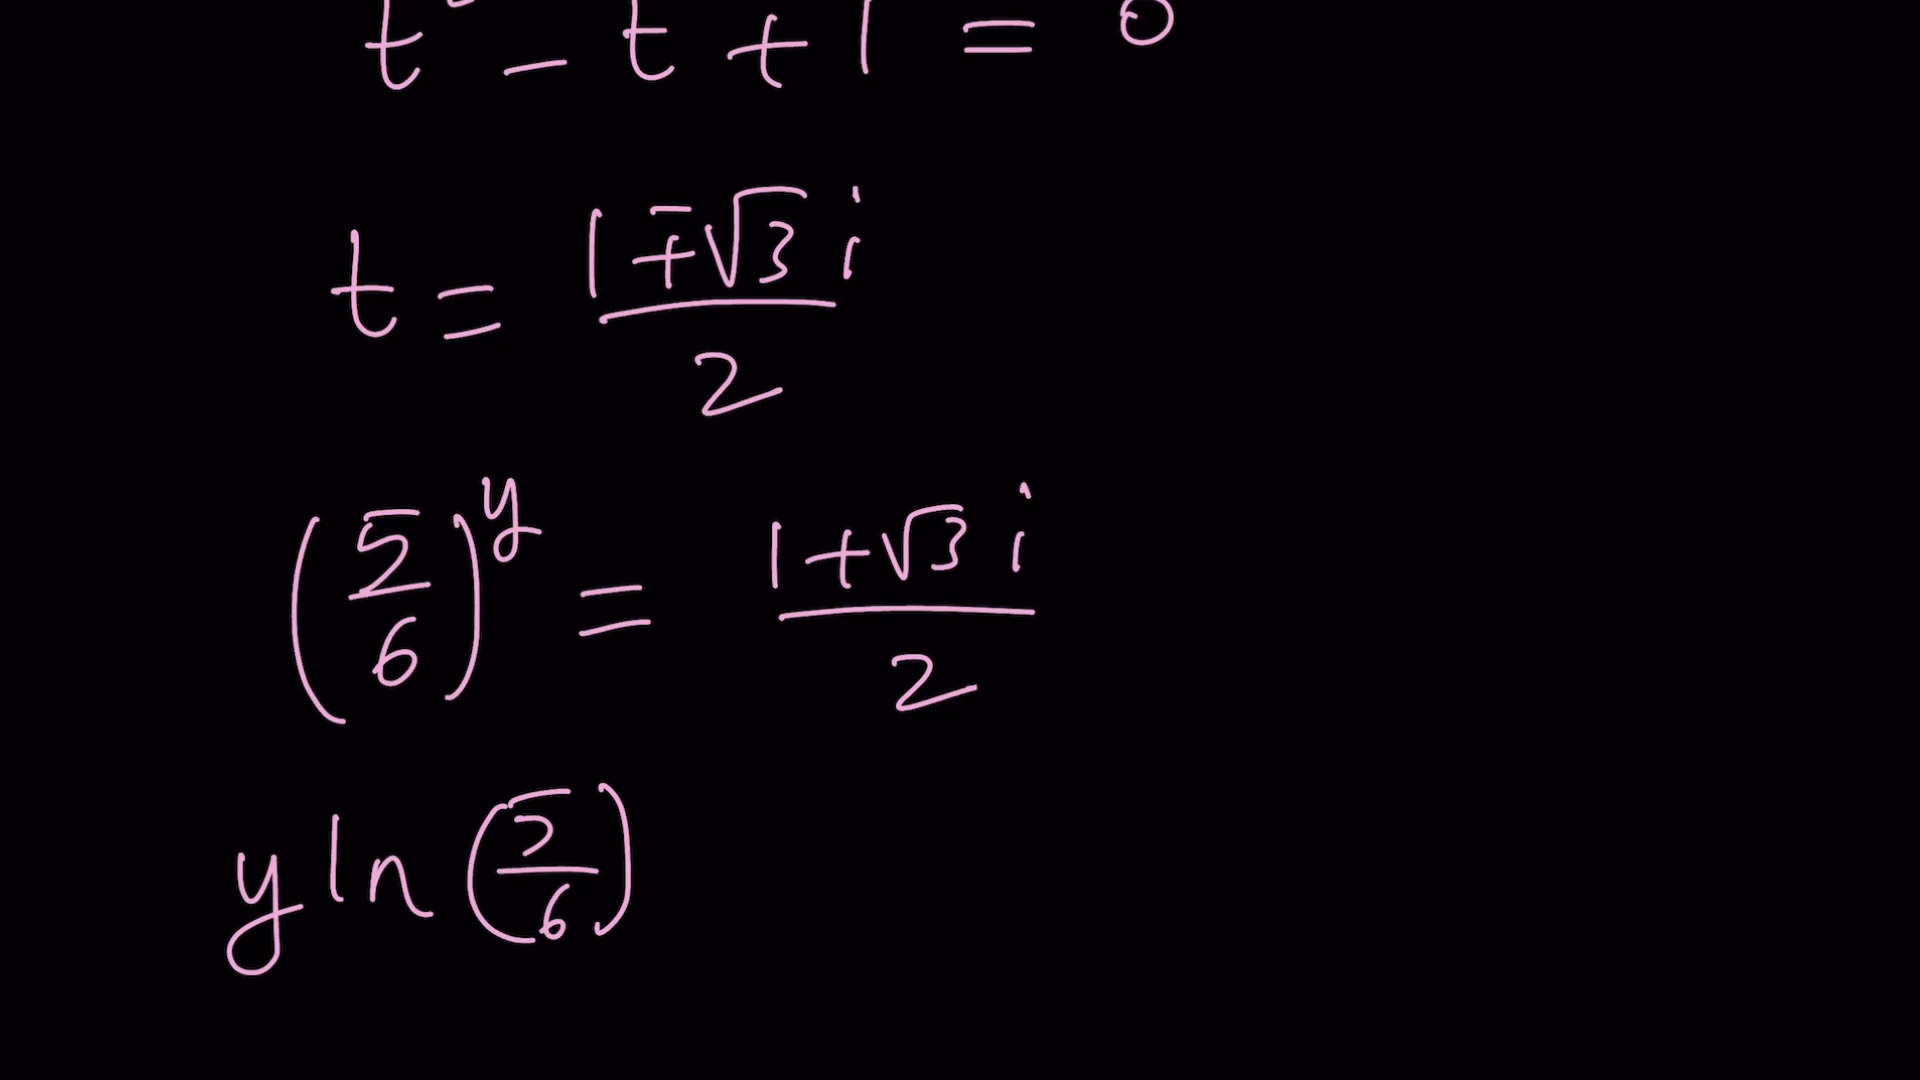 t² - t + 1 = 0
t = (1 ∓ √3 i) / 2
(5/6)^y = (1 + √3 i) / 2
y ln (5/6)